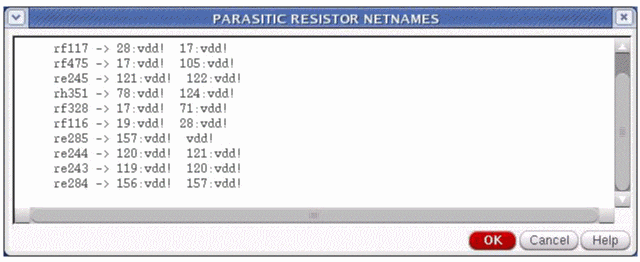 PARASITIC RESISTOR NETNAMES
rf117 -> 28:vdd! 17:vdd!
rf475 -> 17:vdd! 105:vdd!
re245 -> 121:vdd! 122:vdd!
rh351 -> 78:vdd! 124:vdd!
rf328 -> 17:vdd! 71:vdd!
rf116 -> 19:vdd! 28:vdd!
re285 -> 157:vdd! vdd!
re244 -> 120:vdd! 121:vdd!
re243 -> 119:vdd! 120:vdd!
re284 -> 156:vdd! 157:vdd!
OK Cancel Help